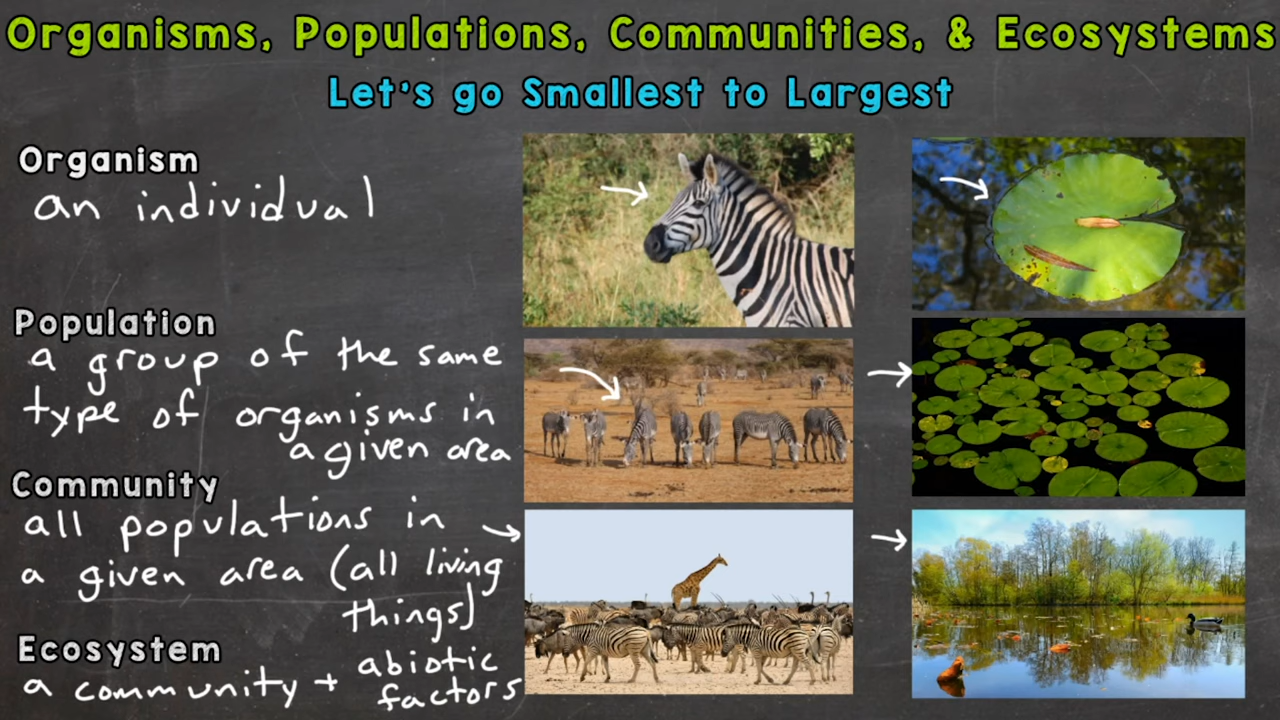 Organisms, Populations, Communities, & Ecosystems
Let's go Smallest to Largest
Organism
an individual
Population
a group of the same
type of organisms in
a given area
Community
all populations in
a given area (all living
things)
Ecosystem
a community + abiotic
factors